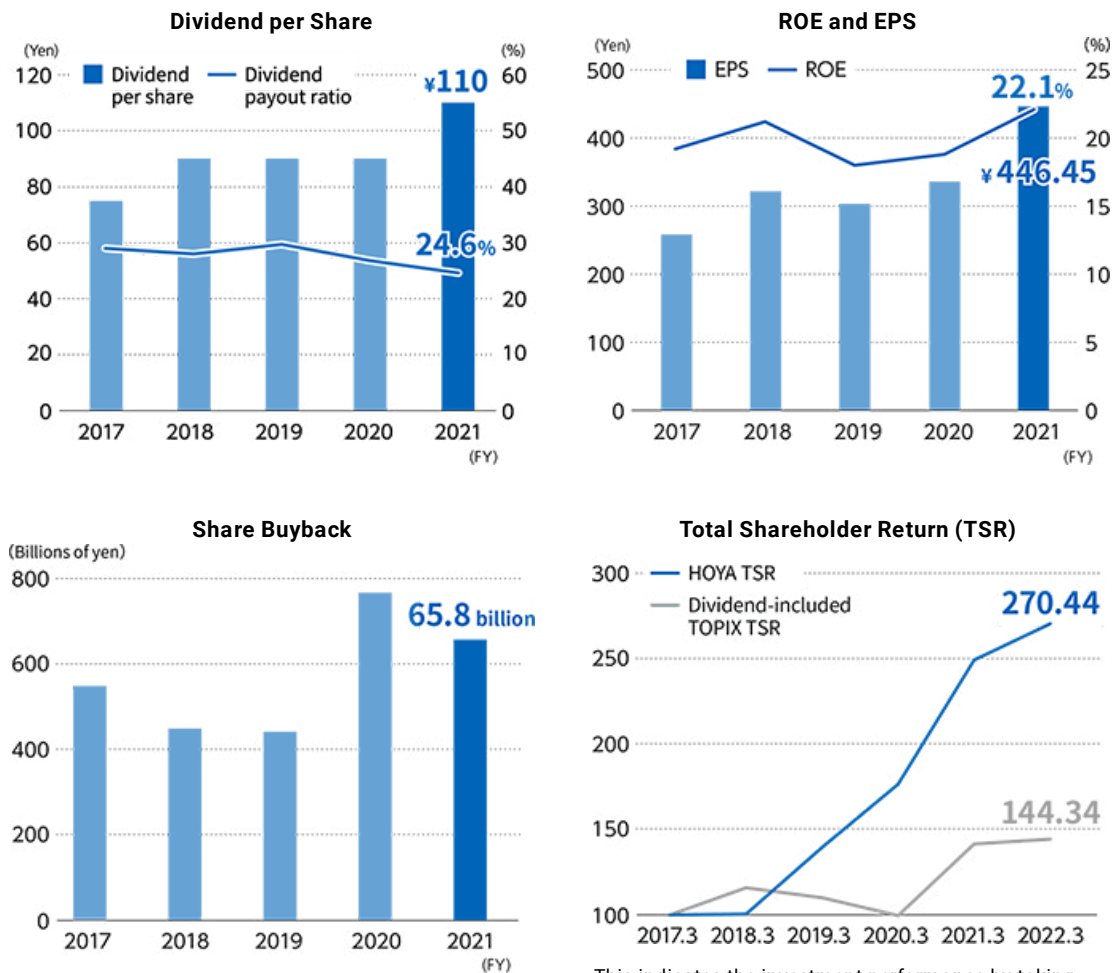 Dividend per Share
(Yen)
(%)
Dividend per share
Dividend payout ratio
120
100
80
60
40
20
0
60
50
40
30
20
10
0
¥110
24.6%
2017 2018 2019 2020 2021
(FY)
ROE and EPS
(Yen)
(%)
EPS
ROE
500
400
300
200
100
0
25
20
15
10
5
0
22.1%
¥446.45
2017 2018 2019 2020 2021
(FY)
Share Buyback
(Billions of yen)
800
600
400
200
0
65.8 billion
2017 2018 2019 2020 2021
(FY)
Total Shareholder Return (TSR)
HOYA TSR
Dividend-included
TOPIX TSR
300
250
200
150
100
270.44
144.34
2017.3 2018.3 2019.3 2020.3 2021.3 2022.3